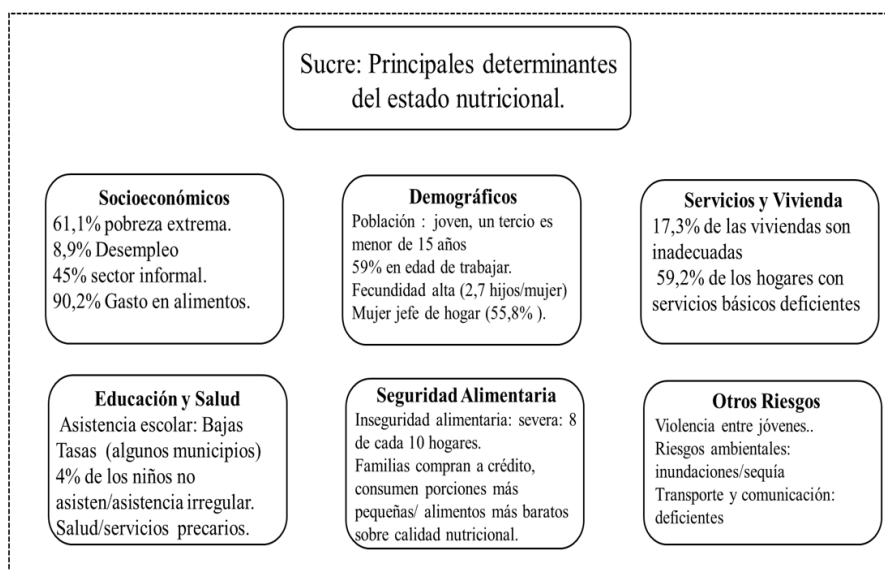 Sucre: Principales determinantes
del estado nutricional.
Socioeconómicos
61,1% pobreza extrema.
8,9% Desempleo
45% sector informal.
90,2% Gasto en alimentos.
Demográficos
Población : joven, un tercio es
menor de 15 años
59% en edad de trabajar.
Fecundidad alta (2,7 hijos/mujer)
Mujer jefe de hogar (55,8% ).
Servicios y Vivienda
17,3% de las viviendas son
inadecuadas
59,2% de los hogares con
servicios básicos deficientes
Educación y Salud
Asistencia escolar: Bajas
Tasas (algunos municipios)
4% de los niños no
asisten/asistencia irregular.
Salud/servicios precarios.
Seguridad Alimentaria
Inseguridad alimentaria: severa: 8
de cada 10 hogares.
Familias compran a crédito,
consumen porciones más
pequeñas/ alimentos más baratos
sobre calidad nutricional.
Otros Riesgos
Violencia entre jóvenes..
Riesgos ambientales:
inundaciones/sequía
Transporte y comunicación:
deficientes